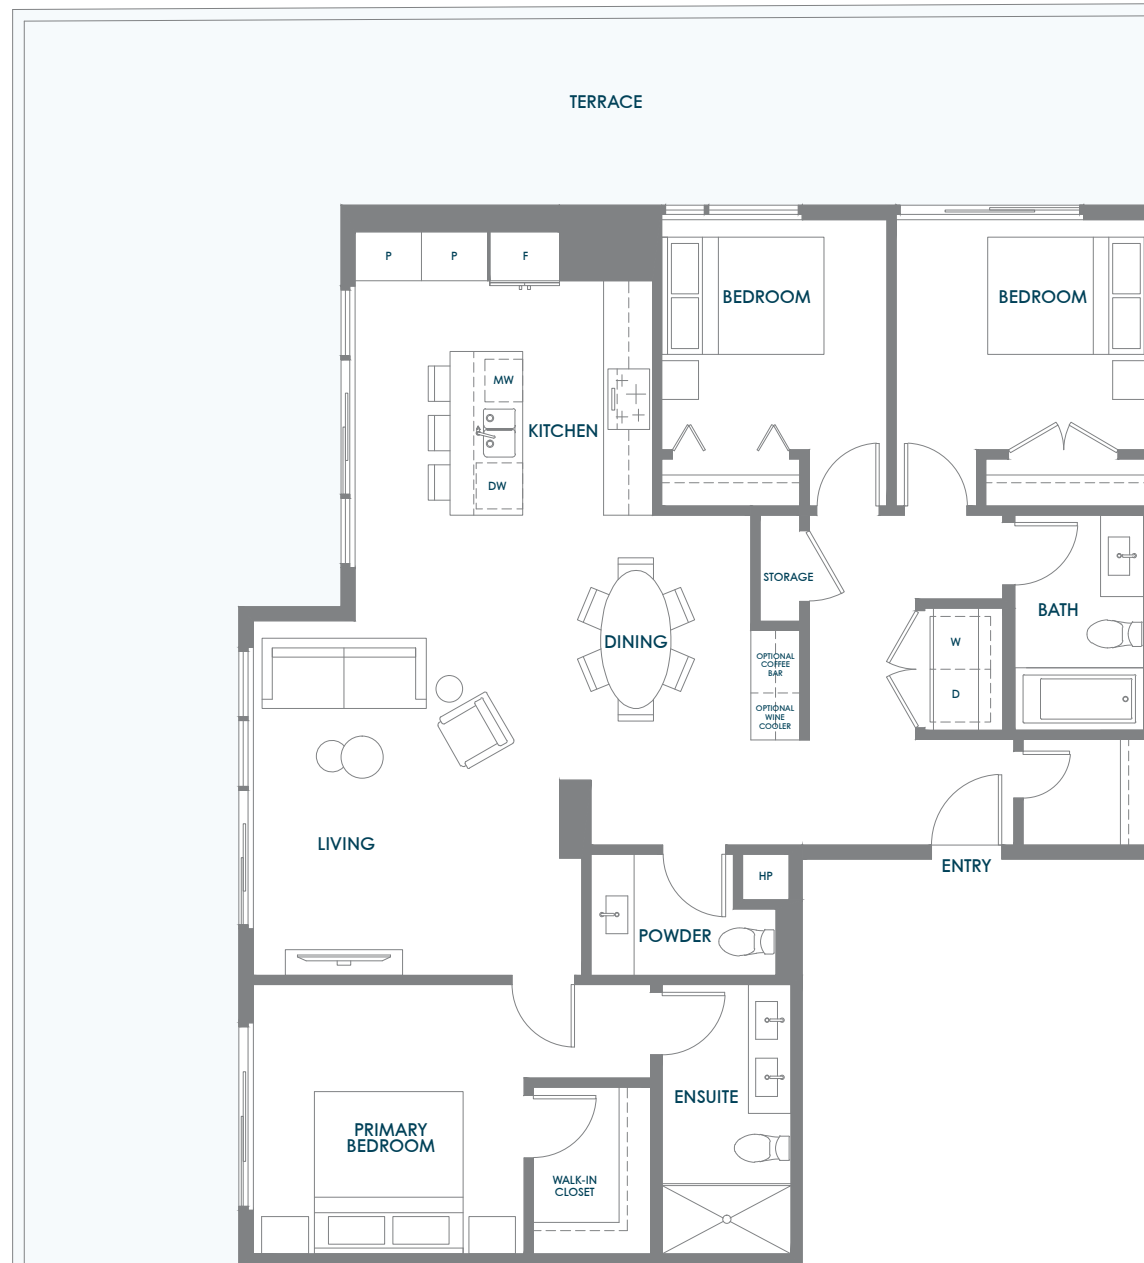 TERRACE
P
P
F
BEDROOM
BEDROOM
MW
KITCHEN
DW
STORAGE
BATH
DINING
W
OPTIONAL
COFFEE
BAR
D
OPTIONAL
WINE
COOLER
LIVING
ENTRY
HP
POWDER
ENSUITE
PRIMARY
BEDROOM
WALK-IN
CLOSET